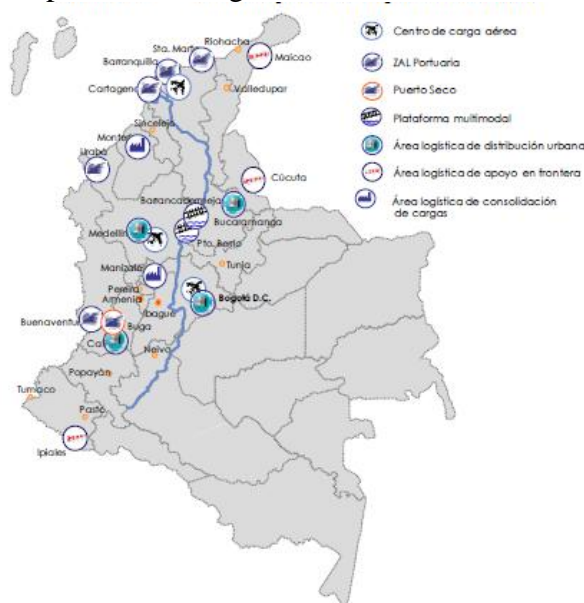 Centro de carga aérea
ZAL Portuaria
Puerto Seco
Plataforma multimodal
Área logística de distribución urbana
Área logística de apoyo en frontera
Área logística de consolidación
de cargas
Riohacha
Sta. Marta
Maicao
Barranquilla
Cartagena
Valledupar
Sincelejo
Urabá
Cúcuta
Barrancabermeja
Bucaramanga
Medellín
Pto. Berrío
Tunja
Manizales
Pereira
Armenia
Bogotá D.C.
Ibagué
Buenaventura
Buga
Neiva
Popayán
Tumaco
Pasto
Ipiales